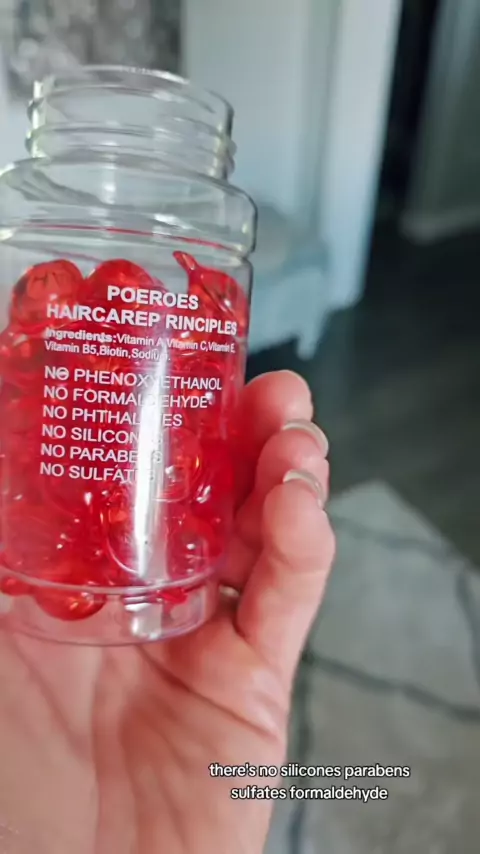 POEROES
HAIRCAREP RINCIPLES
Ingredients:Vitamin A,Vitamin C,Vitamin E,
Vitamin B5,Biotin,Sodium.
NO PHENOXYETHANOL
NO FORMALDEHYDE
NO PHTHALATES
NO SILICONES
NO PARABENS
NO SULFATES
there's no silicones parabens
sulfates formaldehyde